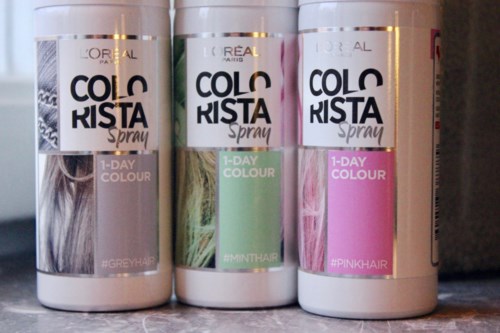 L'ORÉAL
PARIS
COLO
RISTA
Spray
1-DAY
COLOUR
#GREYHAIR
L'ORÉAL
PARIS
COLO
RISTA
Spray
1-DAY
COLOUR
#MINTHAIR
L'ORÉAL
PARIS
COLO
RISTA
Spray
1-DAY
COLOUR
#PINKHAIR